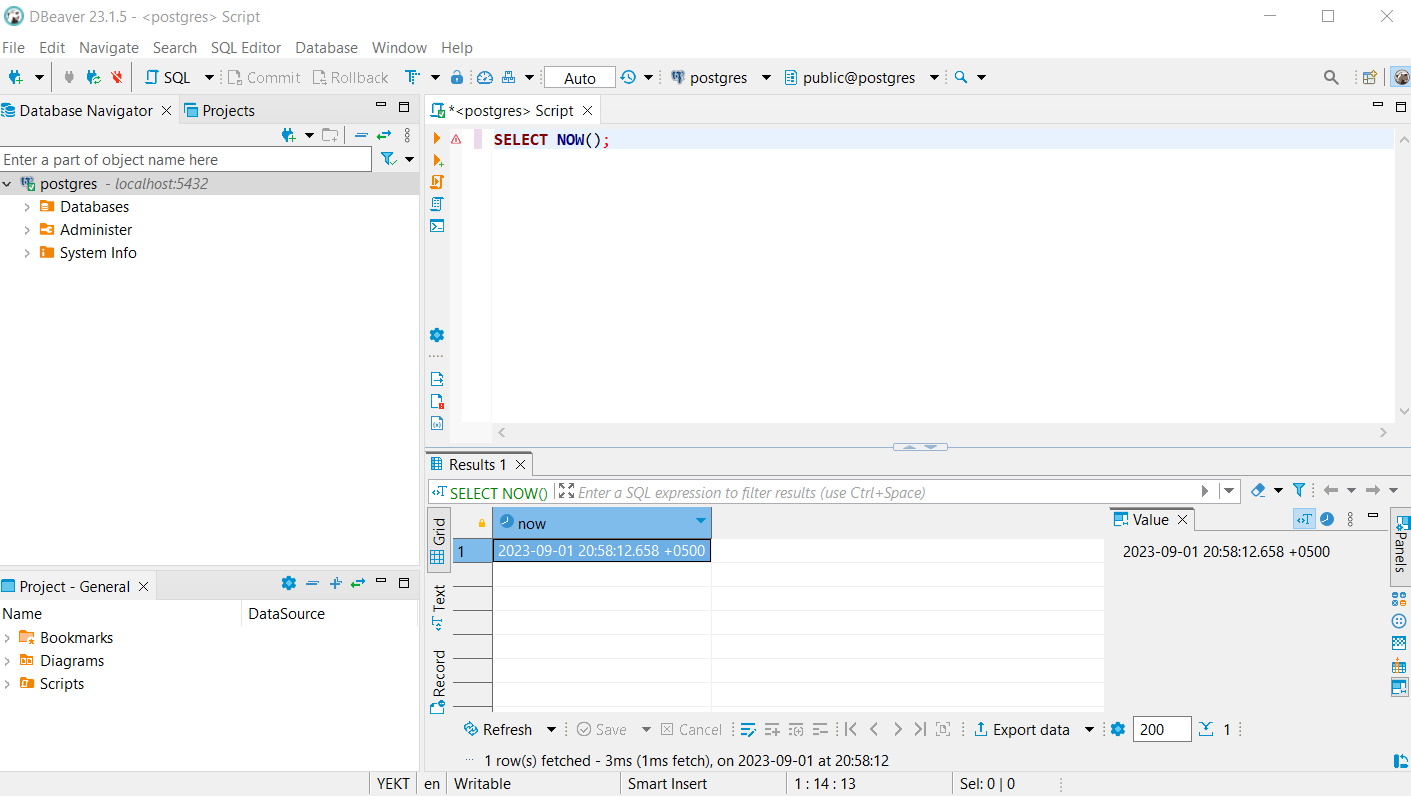 DBeaver 23.1.5 - <postgres> Script
File Edit Navigate Search SQL Editor Database Window Help
SQL Commit Rollback Auto postgres public@postgres
Database Navigator Projects
Enter a part of object name here
postgres - localhost:5432
Databases
Administer
System Info
Project - General
Name DataSource
Bookmarks
Diagrams
Scripts
*<postgres> Script
SELECT NOW();
Results 1
SELECT NOW() Enter a SQL expression to filter results (use Ctrl+Space)
Grid
Text
Record
now
1 2023-09-01 20:58:12.658 +0500
Value
2023-09-01 20:58:12.658 +0500
Panels
Refresh Save Cancel Export data 200 1
1 row(s) fetched - 3ms (1ms fetch), on 2023-09-01 at 20:58:12
YEKT en Writable Smart Insert 1 : 14 : 13 Sel: 0 | 0